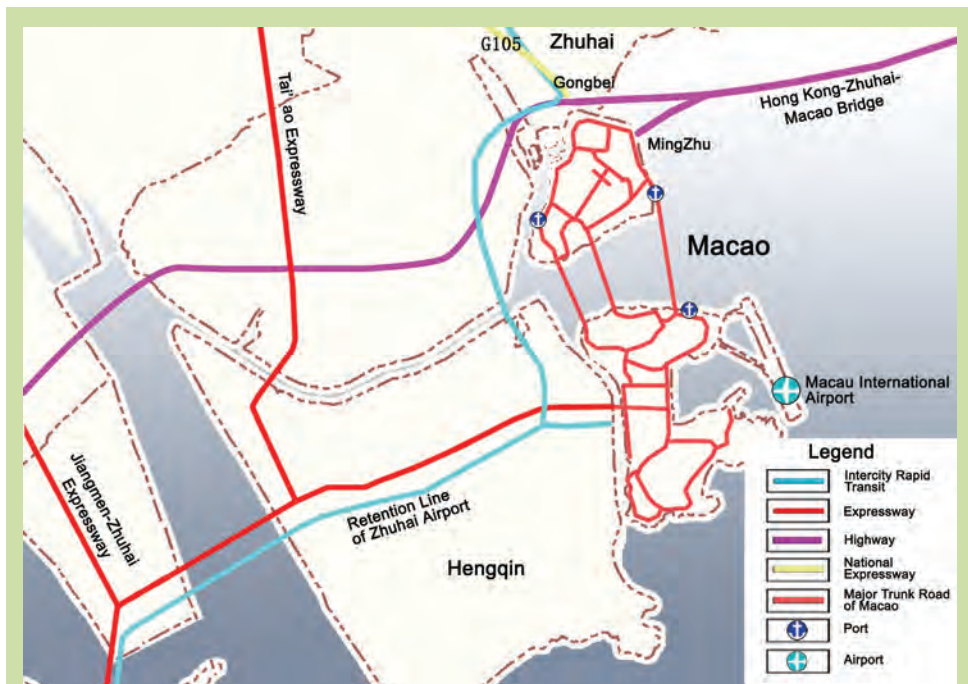 G105
Zhuhai
Gongbei
Tai' ao Expressway
Hong Kong-Zhuhai-
Macao Bridge
MingZhu
Macao
Macau International
Airport
Jiangmen-Zhuhai
Expressway
Retention Line
of Zhuhai Airport
Hengqin
Legend
Intercity Rapid
Transit
Expressway
Highway
National
Expressway
Major Trunk Road
of Macao
Port
Airport